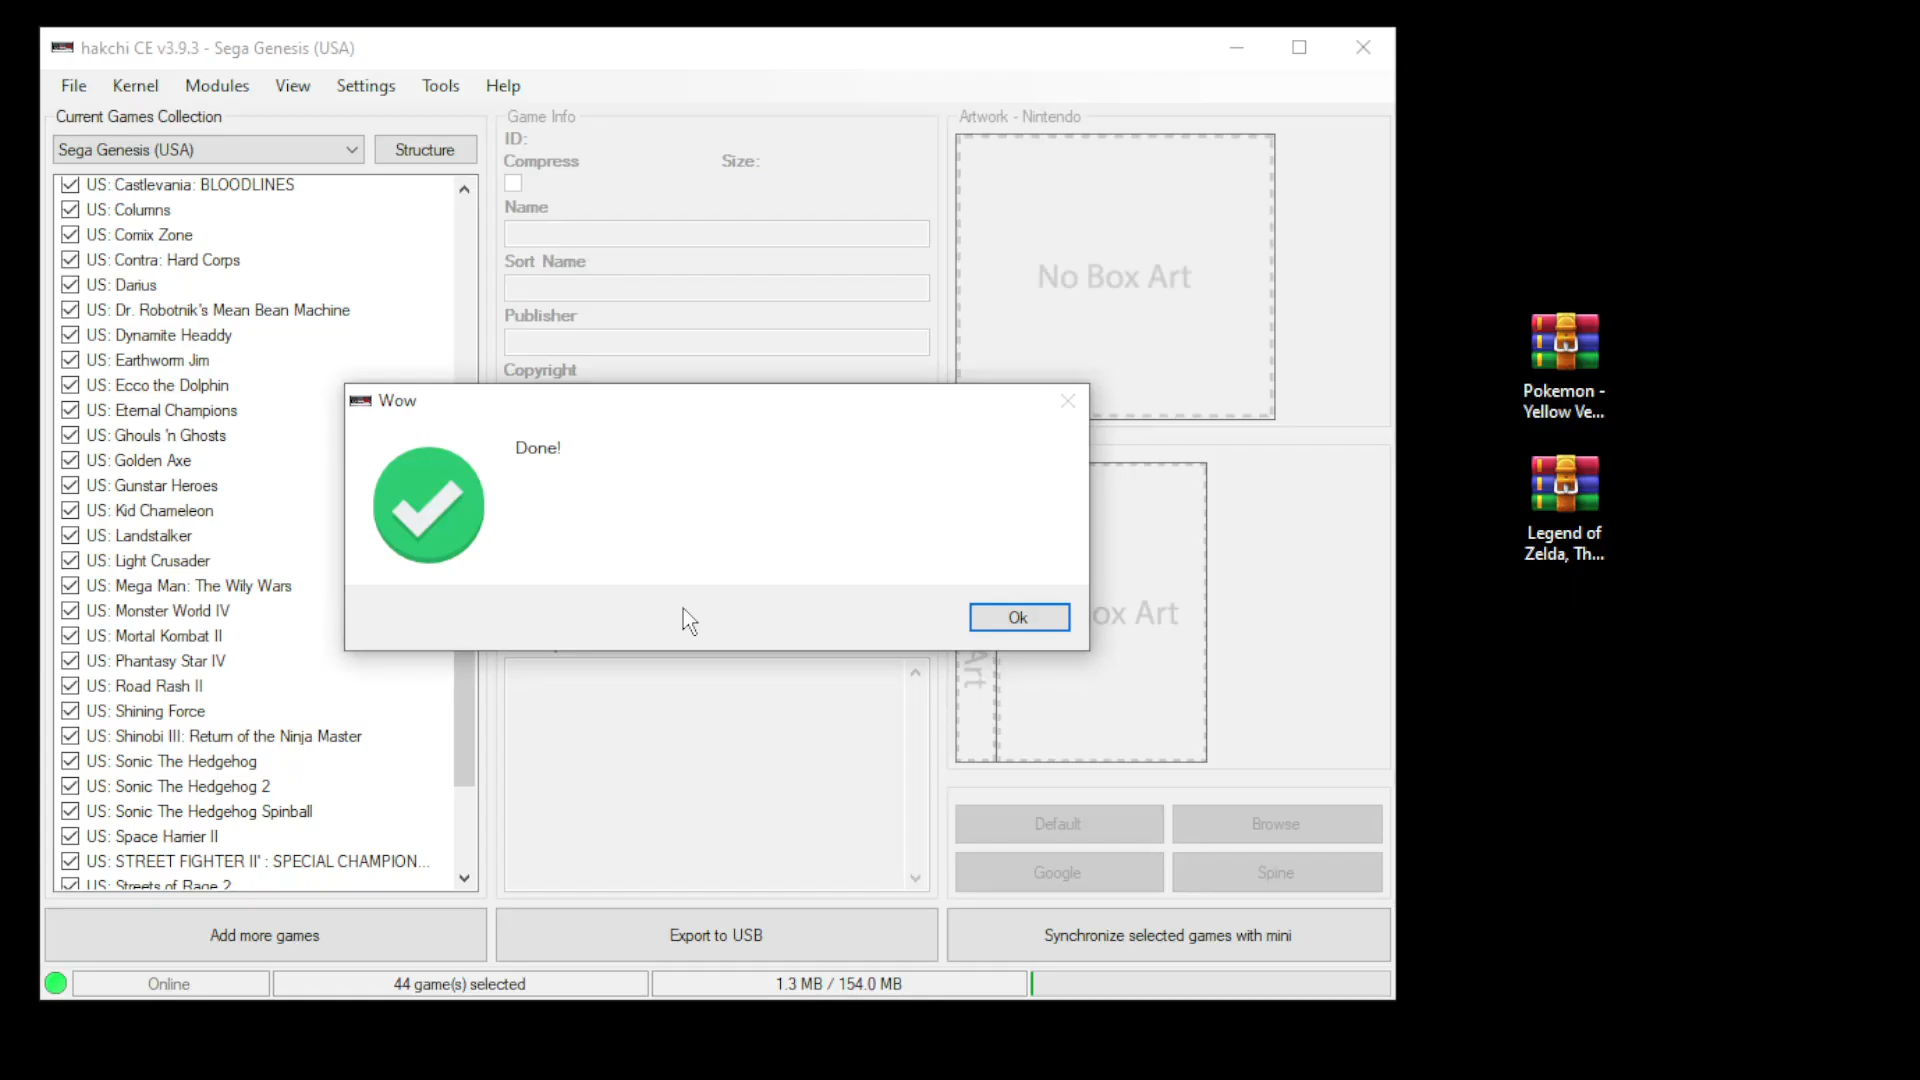 hakchi CE v3.9.3 - Sega Genesis (USA)
File Kernel Modules View Settings Tools Help
Current Games Collection
Sega Genesis (USA)
Structure
US: Castlevania: BLOODLINES
US: Columns
US: Comix Zone
US: Contra: Hard Corps
US: Darius
US: Dr. Robotnik's Mean Bean Machine
US: Dynamite Headdy
US: Earthworm Jim
US: Ecco the Dolphin
US: Eternal Champions
US: Ghouls 'n Ghosts
US: Golden Axe
US: Gunstar Heroes
US: Kid Chameleon
US: Landstalker
US: Light Crusader
US: Mega Man: The Wily Wars
US: Monster World IV
US: Mortal Kombat II
US: Phantasy Star IV
US: Road Rash II
US: Shining Force
US: Shinobi III: Return of the Ninja Master
US: Sonic The Hedgehog
US: Sonic The Hedgehog 2
US: Sonic The Hedgehog Spinball
US: Space Harrier II
US: STREET FIGHTER II' : SPECIAL CHAMPION...
US: Streets of Rage 2
Game Info
ID:
Compress Size:
Name
Sort Name
Publisher
Copyright
Wow
Done!
Ok
Artwork - Nintendo
No Box Art
ox Art
Art
Default Browse
Google Spine
Add more games
Export to USB
Synchronize selected games with mini
Online
44 game(s) selected
1.3 MB / 154.0 MB
Pokemon -
Yellow Ve...
Legend of
Zelda, Th...